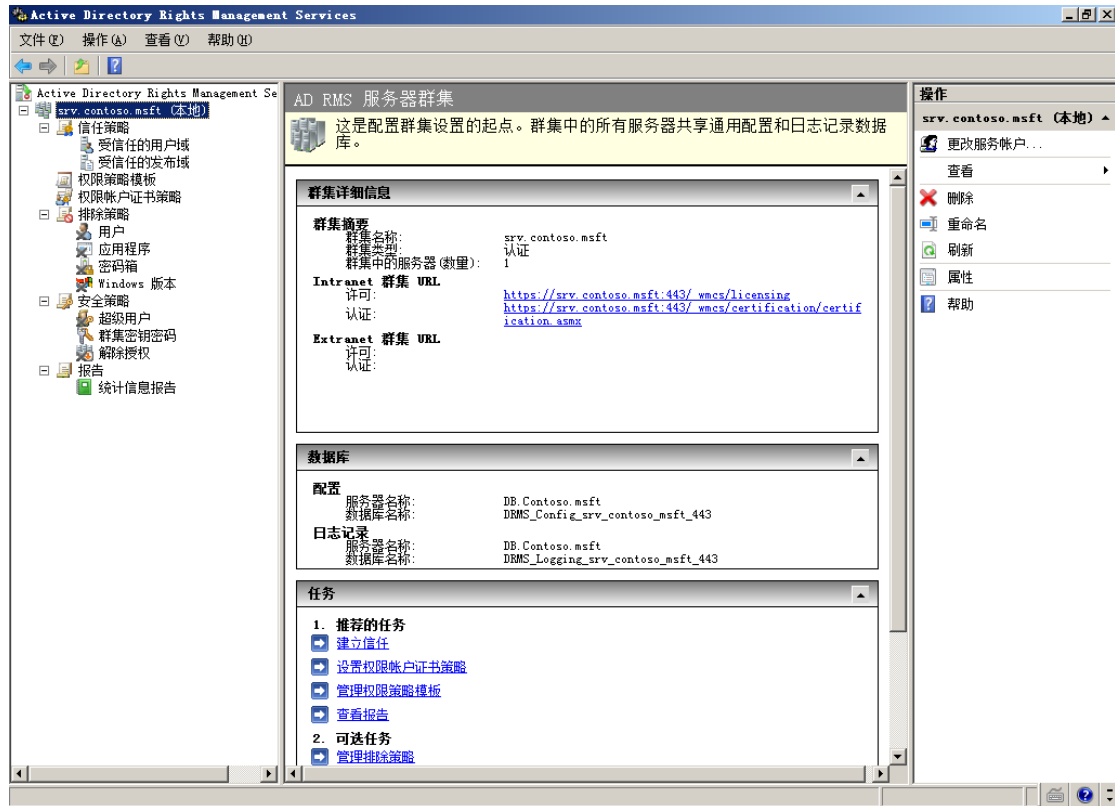 Active Directory Rights Management Services
文件(F) 操作(A) 查看(V) 帮助(H)
Active Directory Rights Management Se
srv.contoso.msft (本地)
信任策略
受信任的用户域
受信任的发布域
权限策略模板
权限帐户证书策略
排除策略
用户
应用程序
密码箱
Windows 版本
安全策略
超级用户
群集密钥密码
解除授权
报告
统计信息报告
AD RMS 服务器群集
这是配置群集设置的起点。群集中的所有服务器共享通用配置和日志记录数据
库。
群集详细信息
群集摘要
群集名称: srv.contoso.msft
群集类型: 认证
群集中的服务器(数量): 1
Intranet 群集 URL
许可: https://srv.contoso.msft:443/_wmcs/licensing
认证: https://srv.contoso.msft:443/_wmcs/certification/certif
ication.asmx
Extranet 群集 URL
许可:
认证:
数据库
配置
服务器名称: DB.Contoso.msft
数据库名称: DRMS_Config_srv_contoso_msft_443
日志记录
服务器名称: DB.Contoso.msft
数据库名称: DRMS_Logging_srv_contoso_msft_443
任务
1. 推荐的任务
建立信任
设置权限帐户证书策略
管理权限策略模板
查看报告
2. 可选任务
管理排除策略
操作
srv.contoso.msft (本地)
更改服务帐户...
查看
删除
重命名
刷新
属性
帮助